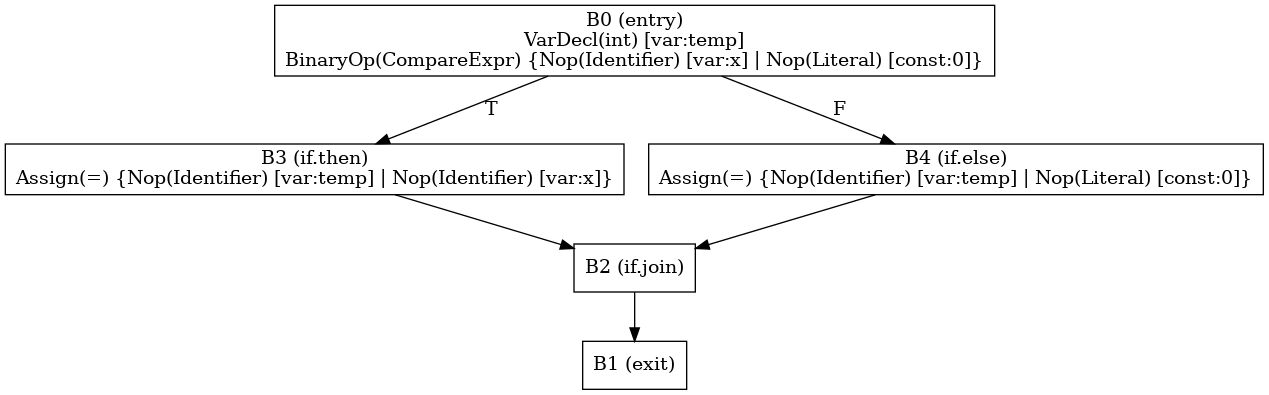 B0 (entry)
VarDecl(int) [var:temp]
BinaryOp(CompareExpr) {Nop(Identifier) [var:x] | Nop(Literal) [const:0]}
T
F
B3 (if.then)
Assign(=) {Nop(Identifier) [var:temp] | Nop(Identifier) [var:x]}
B4 (if.else)
Assign(=) {Nop(Identifier) [var:temp] | Nop(Literal) [const:0]}
B2 (if.join)
B1 (exit)